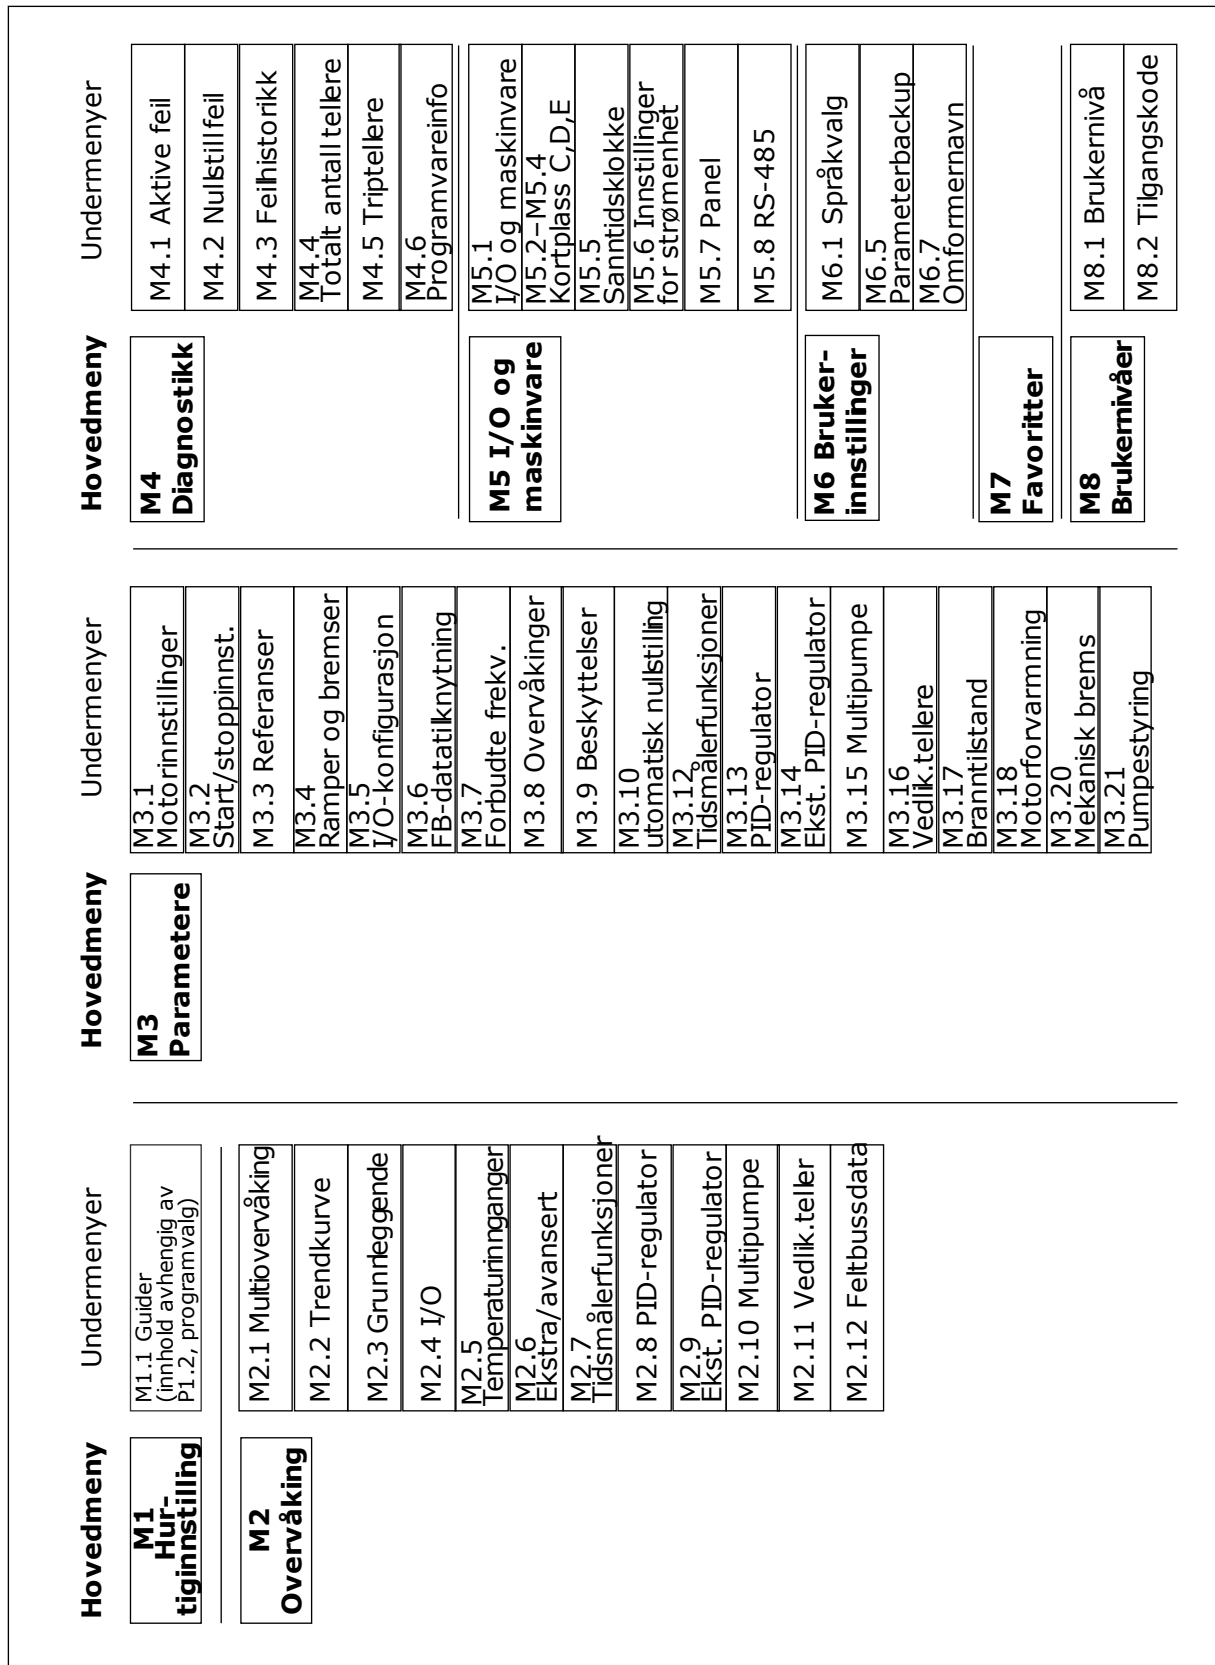 Hovedmeny
Undermenyer
M1
Hur-
tiginnstilling
M1.1 Guider
(innhold avhengig av
P1.2, programvalg)
M2
Overvåking
M2.1 Multiovervåking
M2.2 Trendkurve
M2.3 Grunnleggende
M2.4 I/O
M2.5
Temperaturinnganger
M2.6
Ekstra/avansert
M2.7
Tidsmålerfunksjoner
M2.8 PID-regulator
M2.9
Ekst. PID-regulator
M2.10 Multipumpe
M2.11 Vedlik.teller
M2.12 Feltbussdata
Hovedmeny
Undermenyer
M3
Parametere
M3.1
Motorinnstillinger
M3.2
Start/stoppinnst.
M3.3 Referanser
M3.4
Ramper og bremser
M3.5
I/O-konfigurasjon
M3.6
FB-datatilknytning
M3.7
Forbudte frekv.
M3.8 Overvåkinger
M3.9 Beskyttelser
M3.10
utomatisk nullstilling
M3.12
Tidsmålerfunksjoner
M3.13
PID-regulator
M3.14
Ekst. PID-regulator
M3.15 Multipumpe
M3.16
Vedlik.tellere
M3.17
Branntilstand
M3.18
Motorforvarmning
M3.20
Mekanisk brems
M3.21
Pumpestyring
Hovedmeny
Undermenyer
M4
Diagnostikk
M4.1 Aktive feil
M4.2 Nullstill feil
M4.3 Feilhistorikk
M4.4
Totalt antall tellere
M4.5 Triptellere
M4.6
Programvareinfo
M5 I/O og
maskinvare
M5.1
I/O og maskinvare
M5.2–M5.4
Kortplass C,D,E
M5.5
Sanntidsklokke
M5.6 Innstillinger
for strømenhet
M5.7 Panel
M5.8 RS-485
M6 Bruker-
innstillinger
M6.1 Språkvalg
M6.5
Parameterbackup
M6.7
Omformernavn
M7
Favoritter
M8
Brukernivåer
M8.1 Brukernivå
M8.2 Tilgangskode